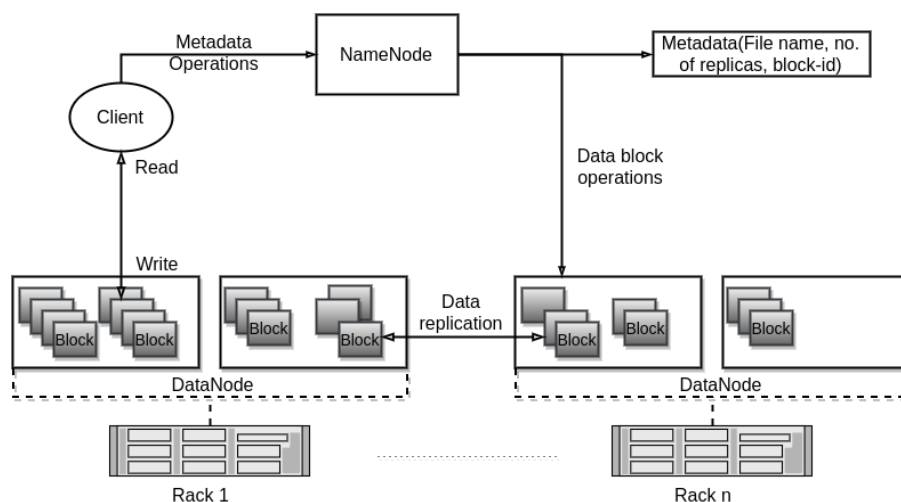 Metadata
Operations
NameNode
Metadata(File name, no.
of replicas, block-id)
Client
Read
Data block
operations
Write
Block
Block
Block
Block
Data
replication
Block
Block
Block
Block
DataNode
DataNode
Rack 1
Rack n